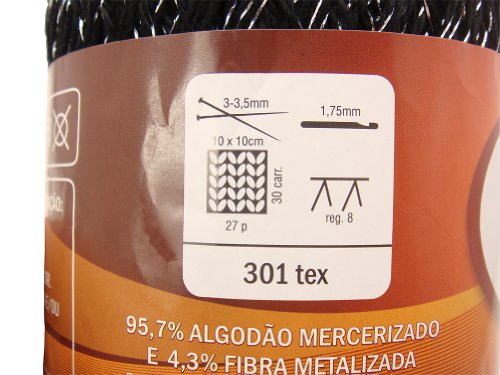 3-3,5mm
1,75mm
10 x 10cm
30 carr.
27 p
reg. 8
301 tex
95,7% ALGODÃO MERCERIZADO
E 4,3% FIBRA METALIZADA